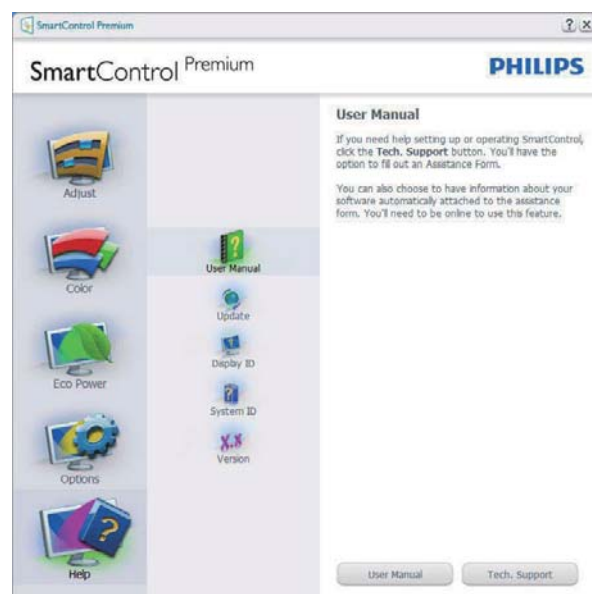 SmartControl Premium
SmartControl Premium
PHILIPS
Adjust
Color
Eco Power
Options
Help
User Manual
Update
Display ID
System ID
X.X
Version
User Manual
If you need help setting up or operating SmartControl,
click the Tech. Support button. You'll have the
option to fill out an Assistance Form.
You can also choose to have information about your
software automatically attached to the assistance
form. You'll need to be online to use this feature.
User Manual
Tech. Support